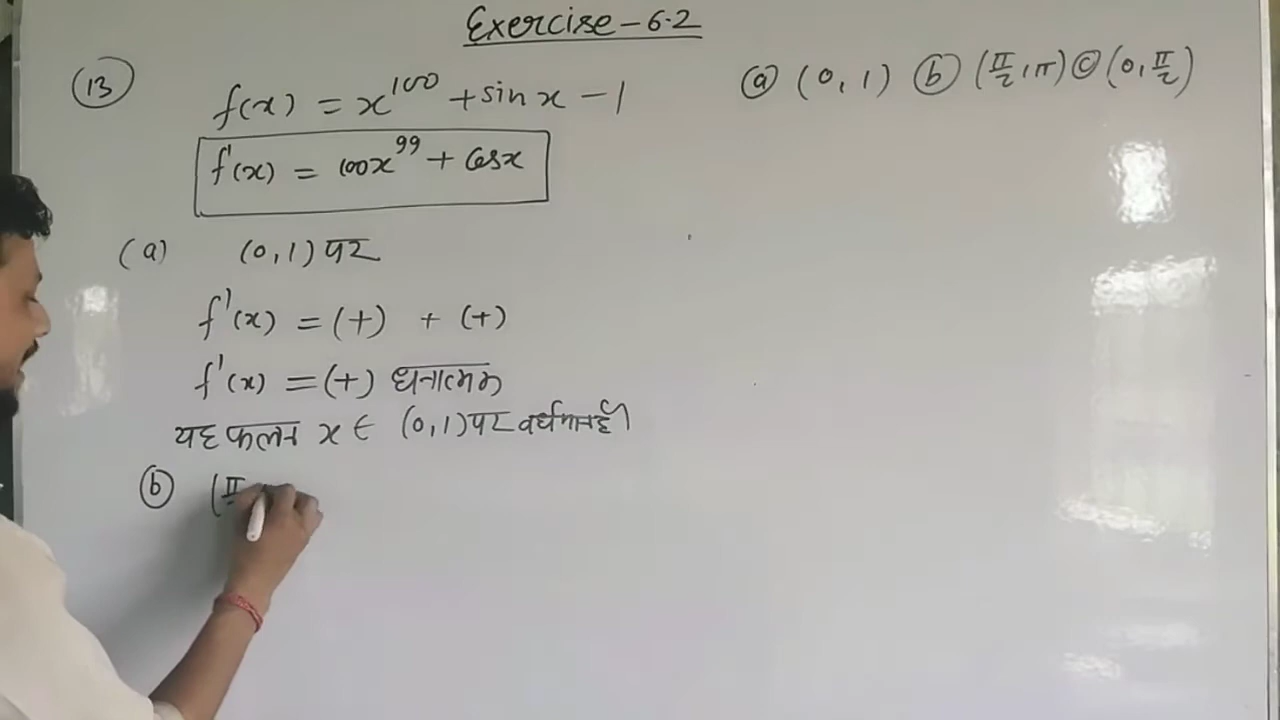 Exercise-6.2
(13) f(x) = x^100 + sin x - 1
(a) (0, 1) (b) (π/2, π) (c) (0, π/2)
f'(x) = 100x^99 + Cosx
(a) (0, 1) पर
f'(x) = (+) + (+)
f'(x) = (+) धनात्मक
यह फलन x ∈ (0, 1) पर वर्धमान है।
(b) (π